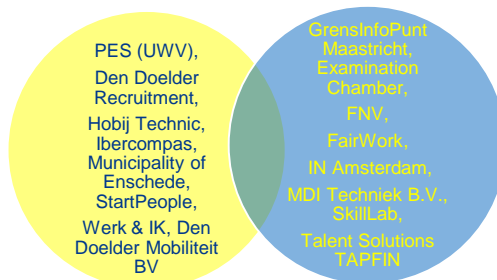 PES (UWV),
Den Doelder
Recruitment,
Hobij Technic,
Ibercompas,
Municipality of
Enschede,
StartPeople,
Werk & IK, Den
Doelder Mobiliteit
BV
GrensInfoPunt
Maastricht,
Examination
Chamber,
FNV,
FairWork,
IN Amsterdam,
MDI Techniek B.V.,
SkillLab,
Talent Solutions
TAPFIN